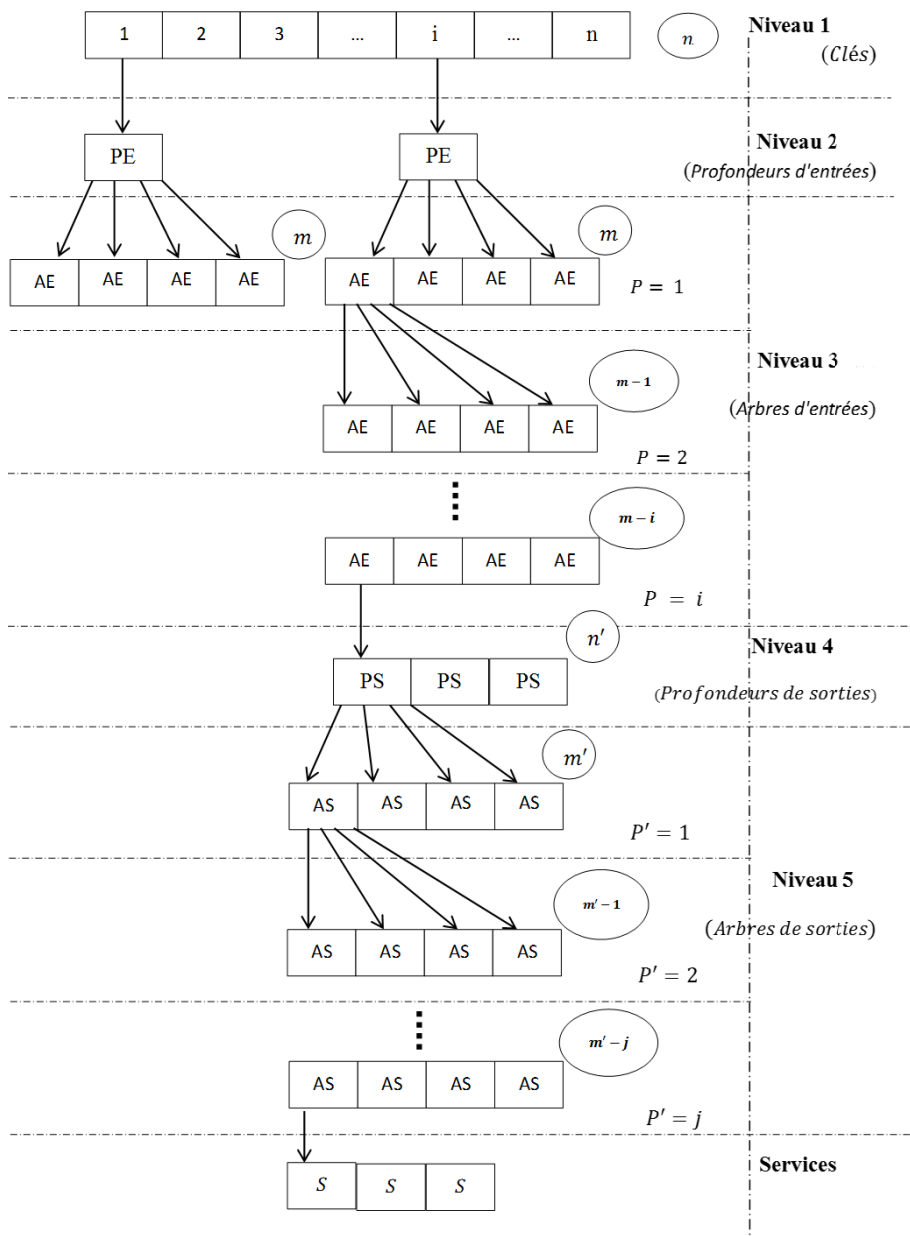 1 2 3 ... i ... n
n
Niveau 1
(Clés)
PE PE
Niveau 2
(Profondeurs d'entrées)
m m
AE AE AE AE AE AE AE AE
P = 1
Niveau 3
(Arbres d'entrées)
m − 1
AE AE AE AE
P = 2
m − i
AE AE AE AE
P = i
n′
Niveau 4
(Profondeurs de sorties)
PS PS PS
m′
AS AS AS AS
P′ = 1
Niveau 5
(Arbres de sorties)
m′ − 1
AS AS AS AS
P′ = 2
m′ − j
AS AS AS AS
P′ = j
Services
S S S